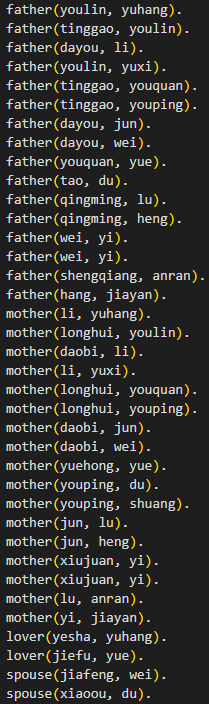 father(youlin, yuhang).
father(tinggao, youlin).
father(dayou, li).
father(youlin, yuxi).
father(tinggao, youquan).
father(tinggao, youping).
father(dayou, jun).
father(dayou, wei).
father(youquan, yue).
father(tao, du).
father(qingming, lu).
father(qingming, heng).
father(wei, yi).
father(wei, yi).
father(shengqiang, anran).
father(hang, jiayan).
mother(li, yuhang).
mother(longhui, youlin).
mother(daobi, li).
mother(li, yuxi).
mother(longhui, youquan).
mother(longhui, youping).
mother(daobi, jun).
mother(daobi, wei).
mother(yuehong, yue).
mother(youping, du).
mother(youping, shuang).
mother(jun, lu).
mother(jun, heng).
mother(xiujuan, yi).
mother(xiujuan, yi).
mother(lu, anran).
mother(yi, jiayan).
lover(yesha, yuhang).
lover(jiefu, yue).
spouse(jiafeng, wei).
spouse(xiaoou, du).